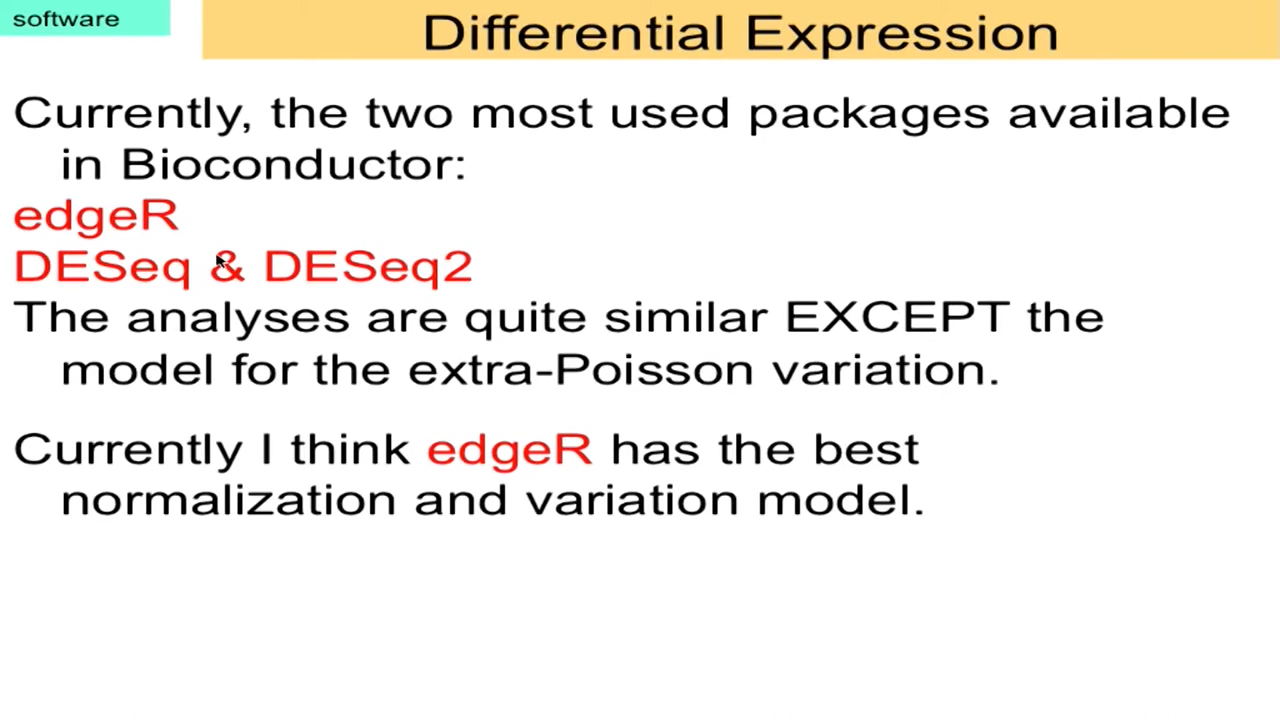 software
Differential Expression
Currently, the two most used packages available
in Bioconductor:
edgeR
DESeq & DESeq2
The analyses are quite similar EXCEPT the
model for the extra-Poisson variation.
Currently I think edgeR has the best
normalization and variation model.